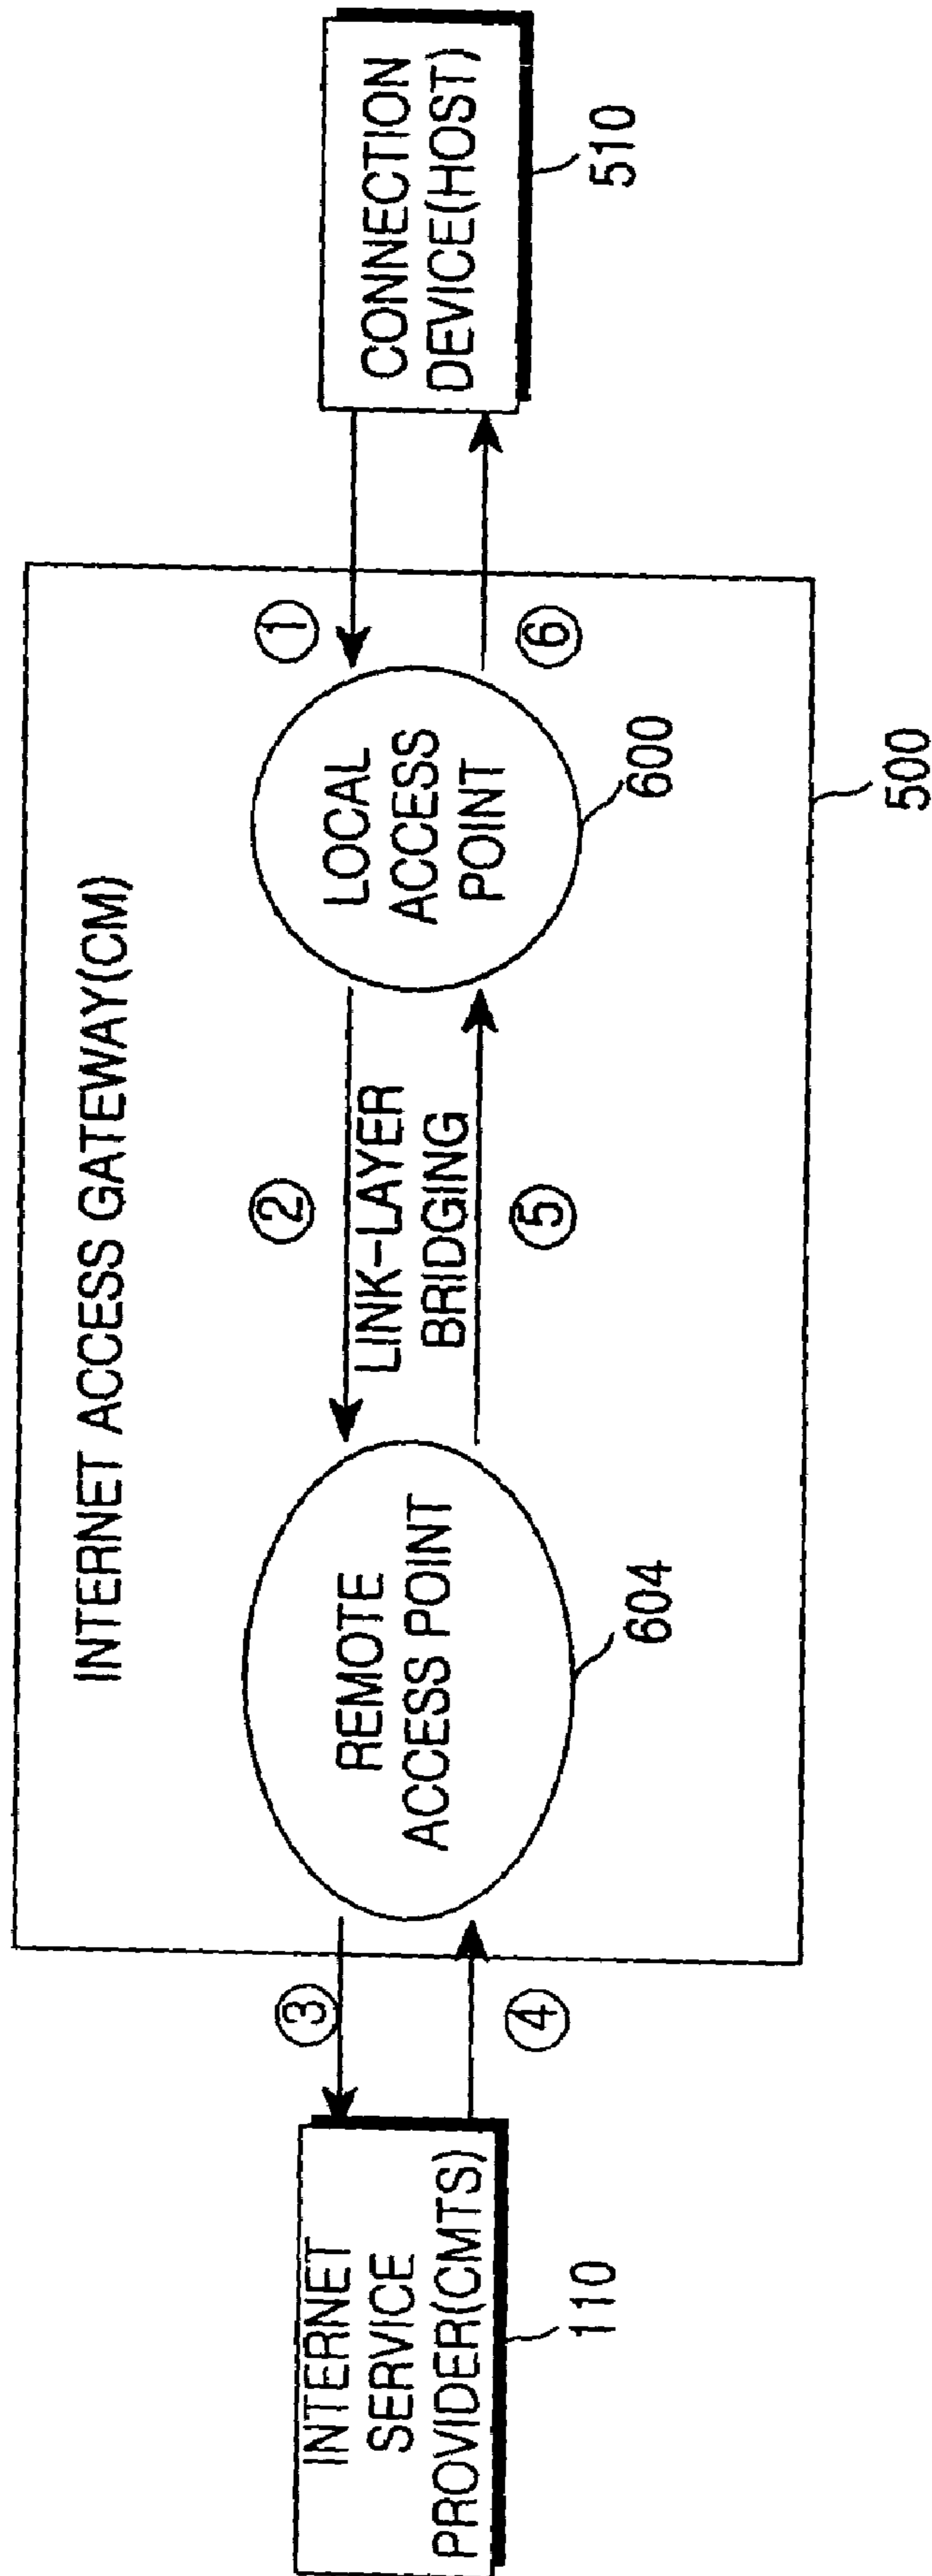 INTERNET ACCESS GATEWAY(CM)
INTERNET
SERVICE
PROVIDER(CMTS)
110
③
④
REMOTE
ACCESS POINT
604
②
LINK-LAYER
BRIDGING
⑤
LOCAL
ACCESS
POINT
600
①
⑥
500
CONNECTION
DEVICE(HOST)
510